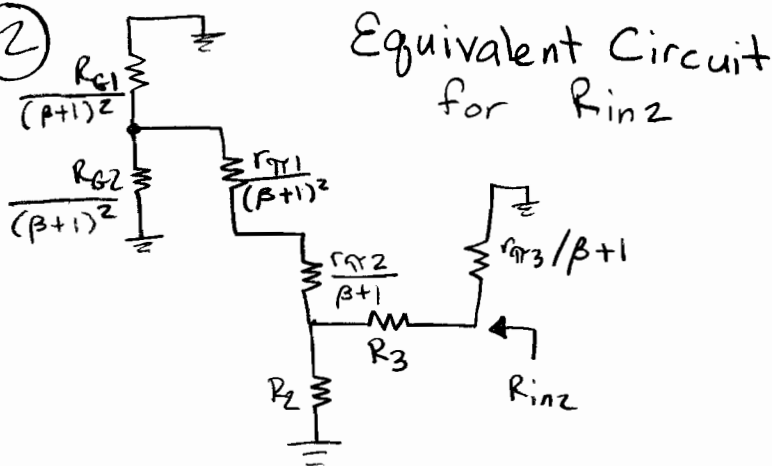 2
Equivalent Circuit
for Rin2
RG1
(β+1)²
RG2
(β+1)²
rπ1
(β+1)²
rπ2
β+1
rπ3/β+1
R3
R2
Rin2